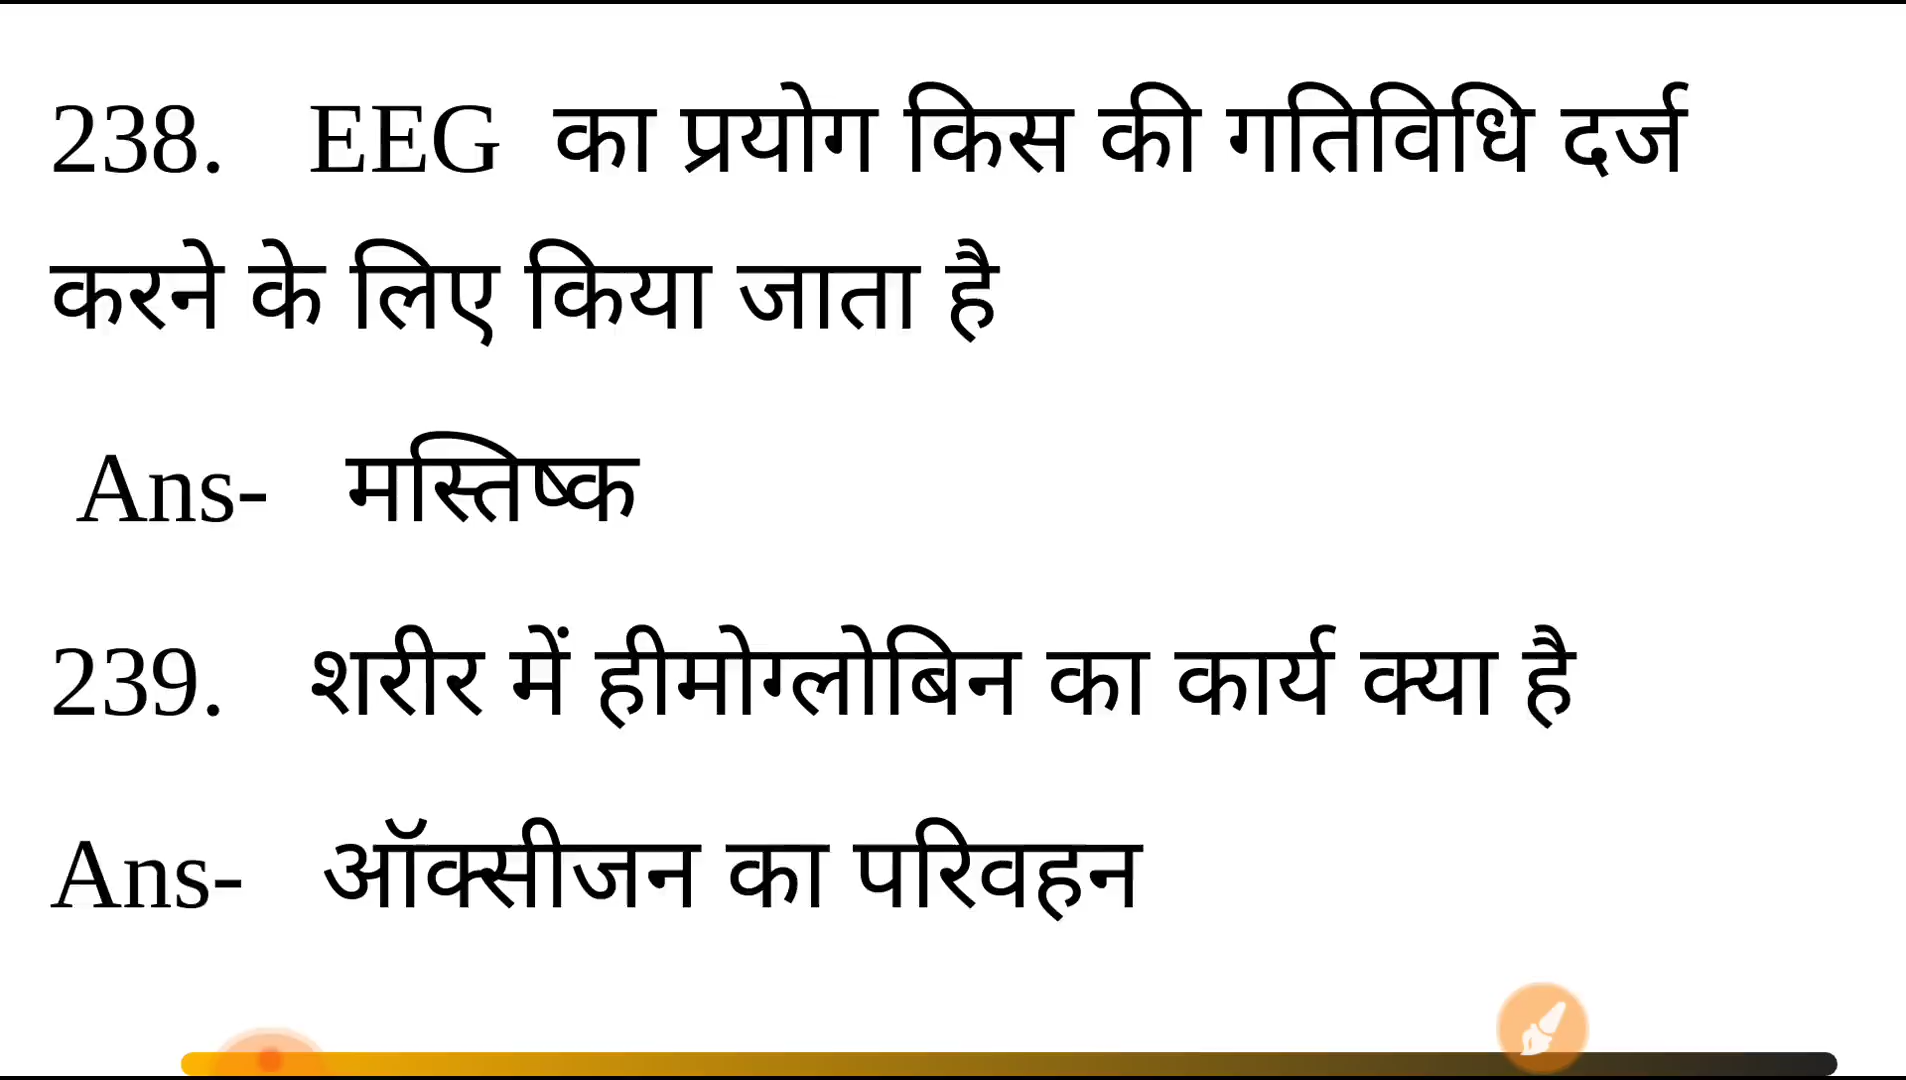 238. EEG का प्रयोग किस की गतिविधि दर्ज
करने के लिए किया जाता है
Ans- मस्तिष्क
239. शरीर में हीमोग्लोबिन का कार्य क्या है
Ans- ऑक्सीजन का परिवहन